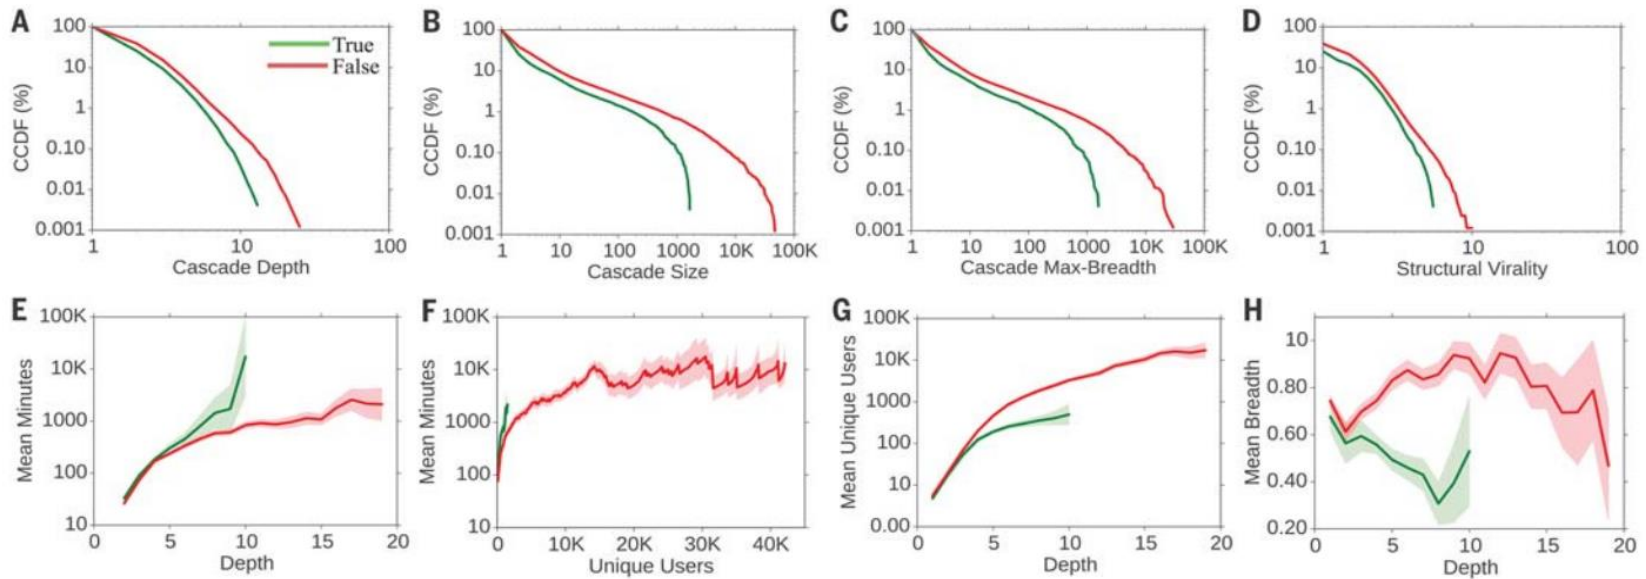 A
CCDF (%)
100
10
1
0.10
0.01
0.001
True
False
1
10
100
Cascade Depth
B
CCDF (%)
100
10
1
0.10
0.01
0.001
1
10
100
1000
10K
100K
Cascade Size
C
CCDF (%)
100
10
1
0.10
0.01
0.001
1
10
100
1000
10K
100K
Cascade Max-Breadth
D
CCDF (%)
100
10
1
0.10
0.01
0.001
1
10
100
Structural Virality
E
Mean Minutes
100K
10K
1000
100
10
0
5
10
15
20
Depth
F
Mean Minutes
100K
10K
1000
100
10
0
10K
20K
30K
40K
Unique Users
G
Mean Unique Users
100K
10K
1000
100
10
0.00
0
5
10
15
20
Depth
H
Mean Breadth
10
0.80
0.60
0.40
0.20
0
5
10
15
20
Depth